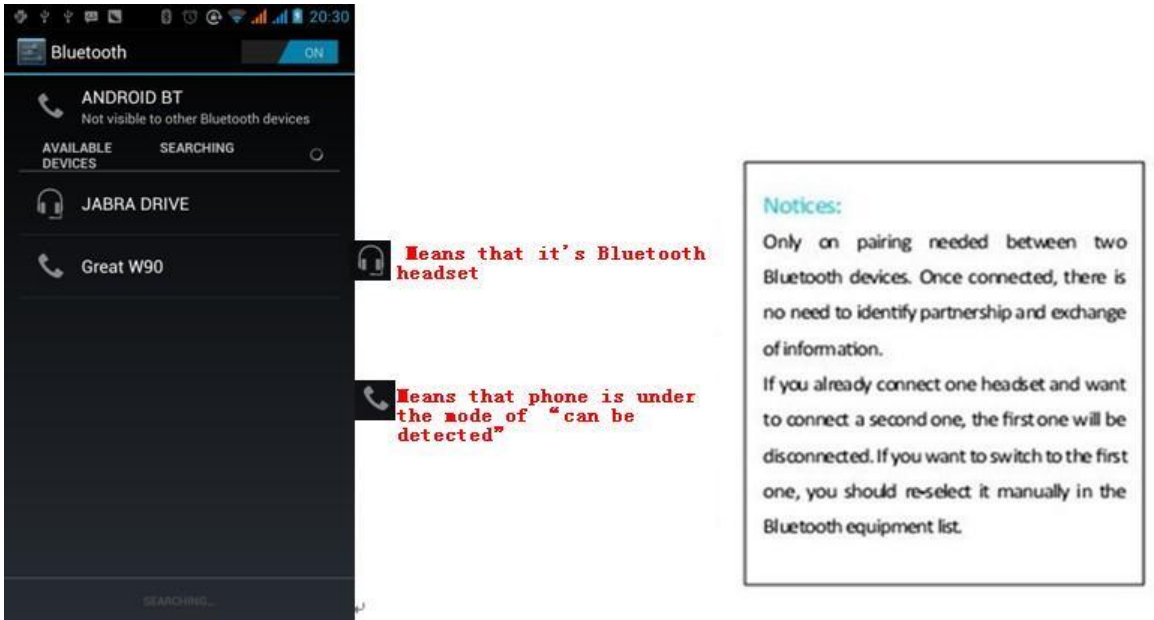 20:30
Bluetooth
ON
ANDROID BT
Not visible to other Bluetooth devices
AVAILABLE DEVICES
SEARCHING
JABRA DRIVE
Great W90
SEARCHING...
Means that it's Bluetooth
headset
Means that phone is under
the mode of “can be
detected”
Notices:
Only on pairing needed between two
Bluetooth devices. Once connected, there is
no need to identify partnership and exchange
of information.
If you already connect one headset and want
to connect a second one, the first one will be
disconnected. If you want to switch to the first
one, you should re-select it manually in the
Bluetooth equipment list.